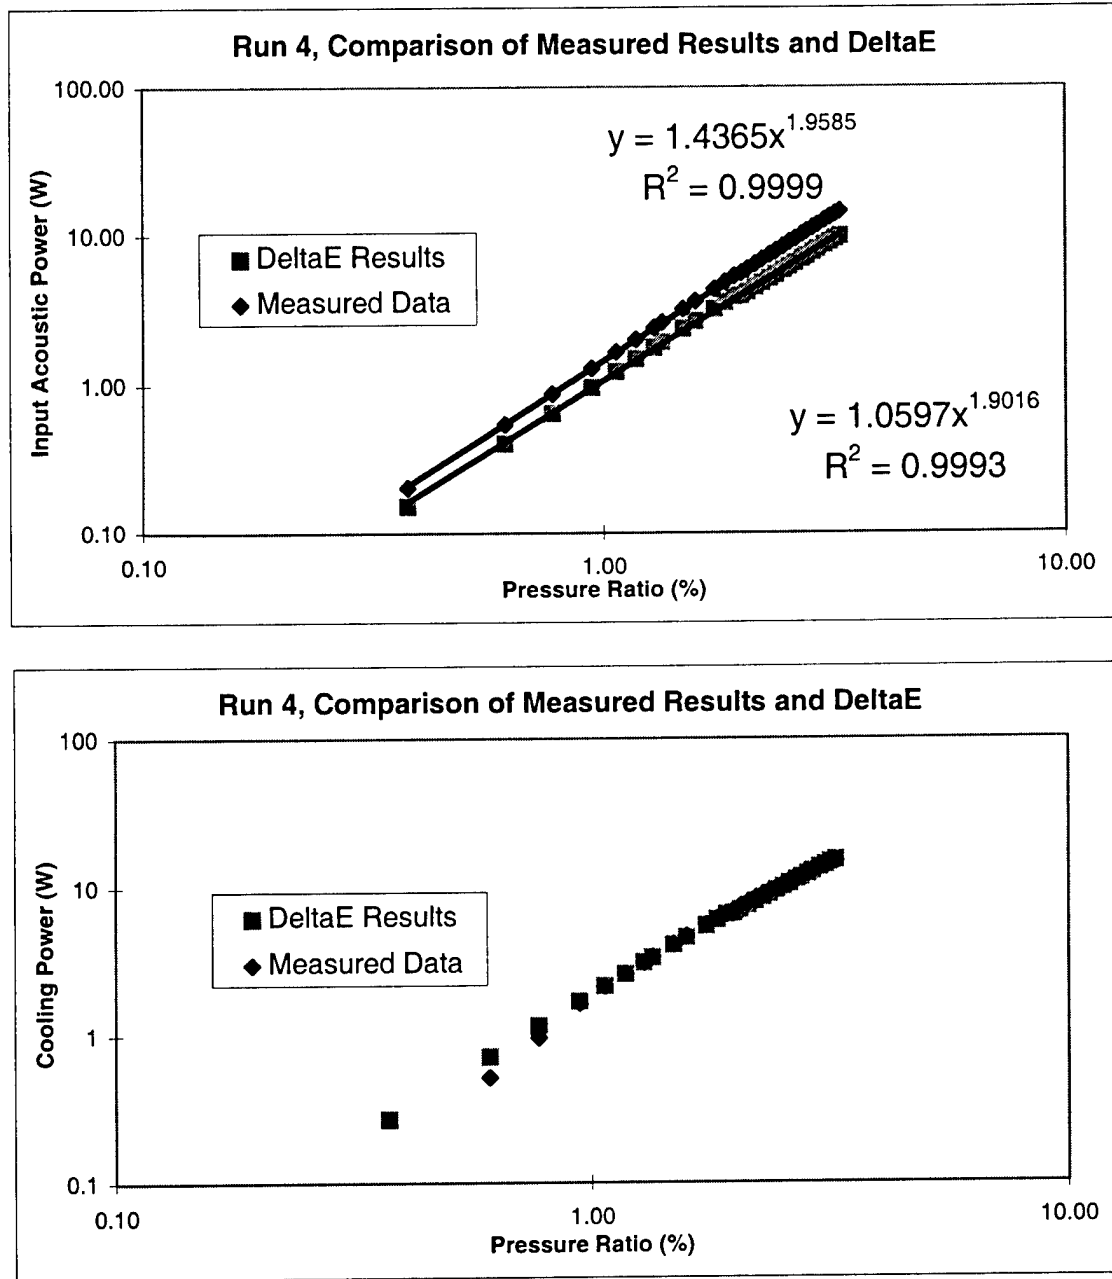 Run 4, Comparison of Measured Results and DeltaE
100.00
y = 1.4365x^1.9585
R^2 = 0.9999
10.00
DeltaE Results
Measured Data
Input Acoustic Power (W)
1.00
y = 1.0597x^1.9016
R^2 = 0.9993
0.10
0.10
1.00
10.00
Pressure Ratio (%)
Run 4, Comparison of Measured Results and DeltaE
100
10
DeltaE Results
Measured Data
Cooling Power (W)
1
0.1
0.10
1.00
10.00
Pressure Ratio (%)